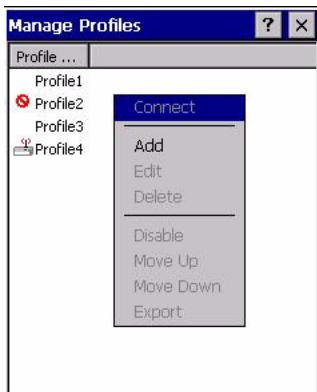 Manage Profiles ? ×
Profile ...
Profile1
Profile2
Profile3
Profile4
Connect
Add
Edit
Delete
Disable
Move Up
Move Down
Export